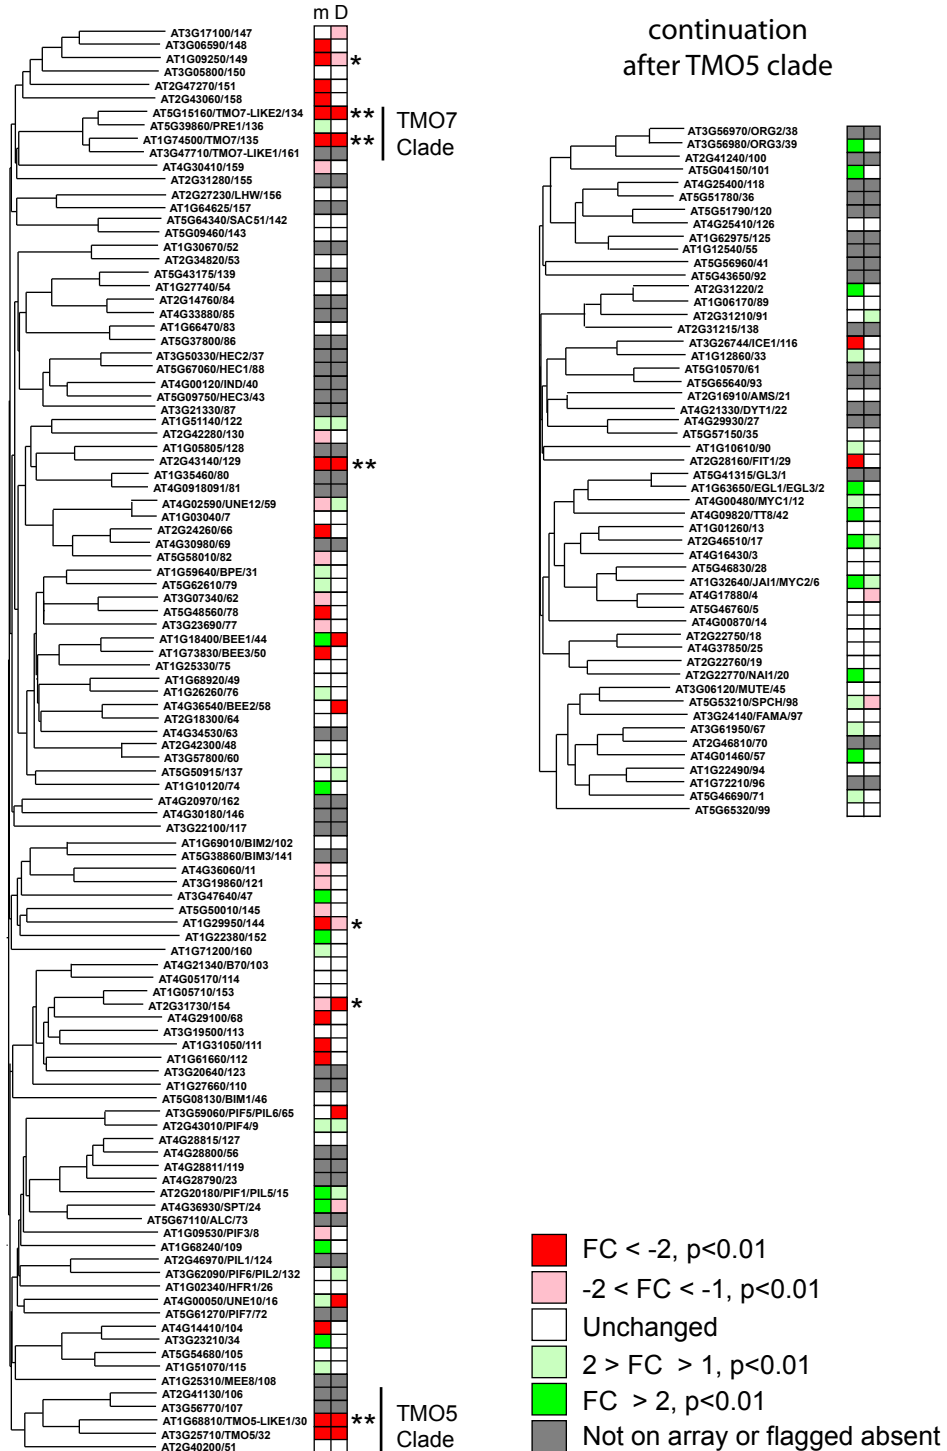 m D
AT3G17100/147
AT3G06590/148
AT1G09250/149 *
AT3G05800/150
AT2G47270/151
AT2G43060/158
AT5G15160/TMO7-LIKE2/134 **
AT5G39860/PRE1/136
AT1G74500/TMO7/135 **
AT3G47710/TMO7-LIKE1/161
TMO7
Clade
AT4G30410/159
AT2G31280/155
AT2G27230/LHW/156
AT1G64625/157
AT5G64340/SAC51/142
AT5G09460/143
AT1G30670/52
AT2G34820/53
AT5G43175/139
AT1G27740/54
AT2G14760/84
AT4G33880/85
AT1G66470/83
AT5G37800/86
AT3G50330/HEC2/37
AT5G67060/HEC1/88
AT4G00120/IND/40
AT5G09750/HEC3/43
AT3G21330/87
AT1G51140/122
AT2G42280/130
AT1G05805/128
AT2G43140/129 **
AT1G35460/80
AT4G0918091/81
AT4G02590/UNE12/59
AT1G03040/7
AT2G24260/66
AT4G30980/69
AT5G58010/82
AT1G59640/BPE/31
AT5G62610/79
AT3G07340/62
AT5G48560/78
AT3G23690/77
AT1G18400/BEE1/44
AT1G73830/BEE3/50
AT1G25330/75
AT1G68920/49
AT1G26260/76
AT4G36540/BEE2/58
AT2G18300/64
AT4G34530/63
AT2G42300/48
AT3G57800/60
AT5G50915/137
AT1G10120/74
AT4G20970/162
AT4G30180/146
AT3G22100/117
AT1G69010/BIM2/102
AT5G38860/BIM3/141
AT4G36060/11
AT3G19860/121
AT3G47640/47
AT5G50010/145
AT1G29950/144 *
AT1G22380/152
AT1G71200/160
AT4G21340/B70/103
AT4G05170/114
AT1G05710/153
AT2G31730/154 *
AT4G29100/68
AT3G19500/113
AT1G31050/111
AT1G61660/112
AT3G20640/123
AT1G27660/110
AT5G08130/BIM1/46
AT3G59060/PIF5/PIL6/65
AT2G43010/PIF4/9
AT4G28815/127
AT4G28800/56
AT4G28811/119
AT4G28790/23
AT2G20180/PIF1/PIL5/15
AT4G36930/SPT/24
AT5G67110/ALC/73
AT1G09530/PIF3/8
AT1G68240/109
AT2G46970/PIL1/124
AT3G62090/PIF6/PIL2/132
AT1G02340/HFR1/26
AT4G00050/UNE10/16
AT5G61270/PIF7/72
AT4G14410/104
AT3G23210/34
AT5G54680/105
AT1G51070/115
AT1G25310/MEE8/108
AT2G41130/106
AT3G56770/107
AT1G68810/TMO5-LIKE1/30 **
AT3G25710/TMO5/32
AT2G40200/51
TMO5
Clade
continuation
after TMO5 clade
AT3G56970/ORG2/38
AT3G56980/ORG3/39
AT2G41240/100
AT5G04150/101
AT4G25400/118
AT5G51780/36
AT5G51790/120
AT4G25410/126
AT1G62975/125
AT1G12540/55
AT5G56960/41
AT5G43650/92
AT2G31220/2
AT1G06170/89
AT2G31210/91
AT2G31215/138
AT3G26744/ICE1/116
AT1G12860/33
AT5G10570/61
AT5G65640/93
AT2G16910/AMS/21
AT4G21330/DYT1/22
AT4G29930/27
AT5G57150/35
AT1G10610/90
AT2G28160/FIT1/29
AT5G41315/GL3/1
AT1G63650/EGL1/EGL3/2
AT4G00480/MYC1/12
AT4G09820/TT8/42
AT1G01260/13
AT2G46510/17
AT4G16430/3
AT5G46830/28
AT1G32640/JAI1/MYC2/6
AT4G17880/4
AT5G46760/5
AT4G00870/14
AT2G22750/18
AT4G37850/25
AT2G22760/19
AT2G22770/NAI1/20
AT3G06120/MUTE/45
AT5G53210/SPCH/98
AT3G24140/FAMA/97
AT3G61950/67
AT2G46810/70
AT4G01460/57
AT1G22490/94
AT1G72210/96
AT5G46690/71
AT5G65320/99
FC < -2, p<0.01
-2 < FC < -1, p<0.01
Unchanged
2 > FC > 1, p<0.01
FC > 2, p<0.01
Not on array or flagged absent